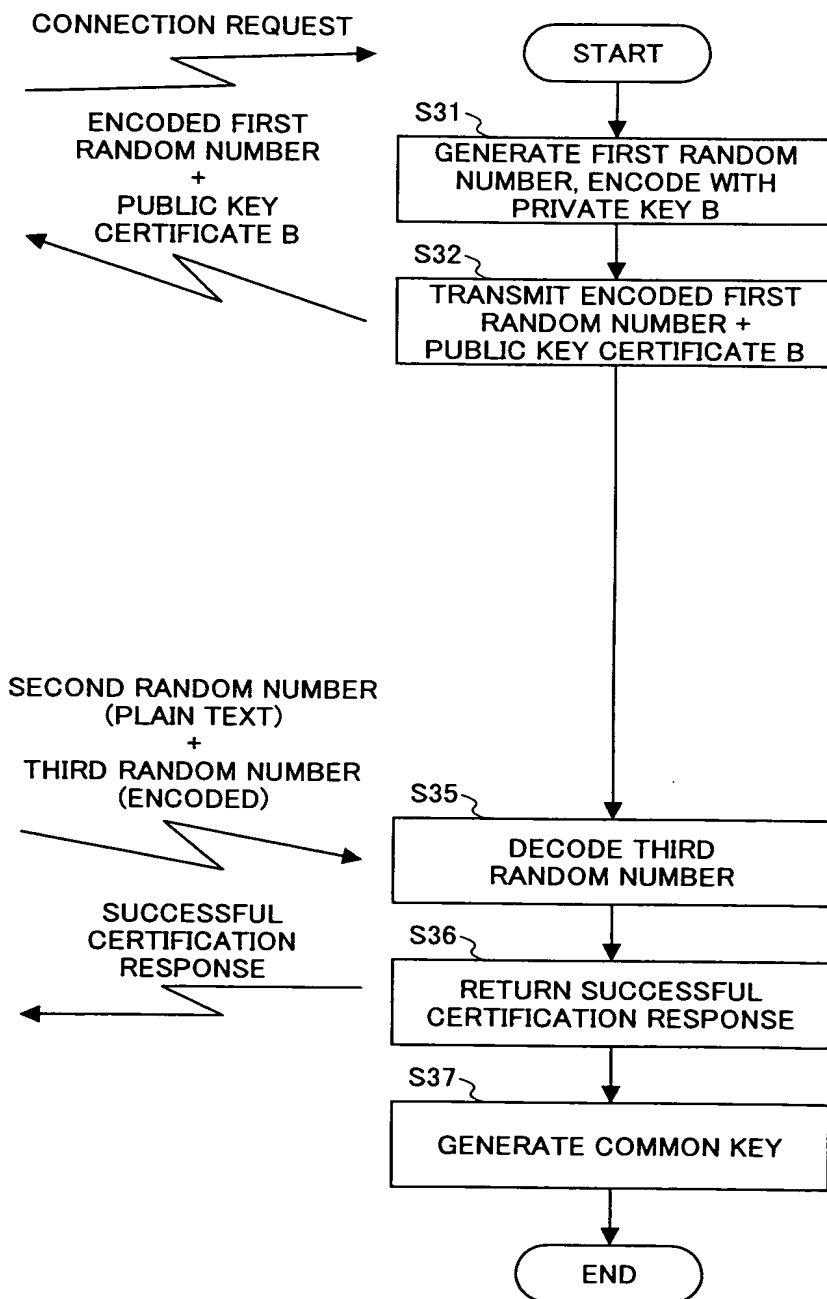 CONNECTION REQUEST
START
ENCODED FIRST
RANDOM NUMBER
+
PUBLIC KEY
CERTIFICATE B
S31
GENERATE FIRST RANDOM
NUMBER, ENCODE WITH
PRIVATE KEY B
S32
TRANSMIT ENCODED FIRST
RANDOM NUMBER +
PUBLIC KEY CERTIFICATE B
SECOND RANDOM NUMBER
(PLAIN TEXT)
+
THIRD RANDOM NUMBER
(ENCODED)
S35
DECODE THIRD
RANDOM NUMBER
SUCCESSFUL
CERTIFICATION
RESPONSE
S36
RETURN SUCCESSFUL
CERTIFICATION RESPONSE
S37
GENERATE COMMON KEY
END